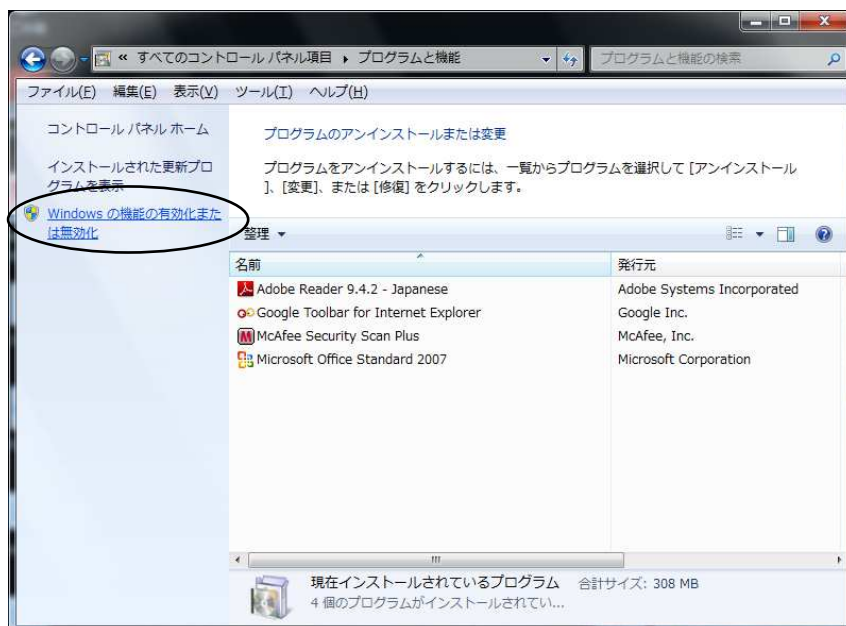 « すべてのコントロール パネル項目 ▸ プログラムと機能
プログラムと機能の検索
ファイル(F) 編集(E) 表示(V) ツール(T) ヘルプ(H)
コントロール パネル ホーム
インストールされた更新プロ
グラムを表示
Windows の機能の有効化また
は無効化
プログラムのアンインストールまたは変更
プログラムをアンインストールするには、一覧からプログラムを選択して [アンインストール
]、[変更]、または [修復] をクリックします。
整理
名前 発行元
Adobe Reader 9.4.2 - Japanese Adobe Systems Incorporated
Google Toolbar for Internet Explorer Google Inc.
McAfee Security Scan Plus McAfee, Inc.
Microsoft Office Standard 2007 Microsoft Corporation
現在インストールされているプログラム 合計サイズ: 308 MB
4 個のプログラムがインストールされてい...